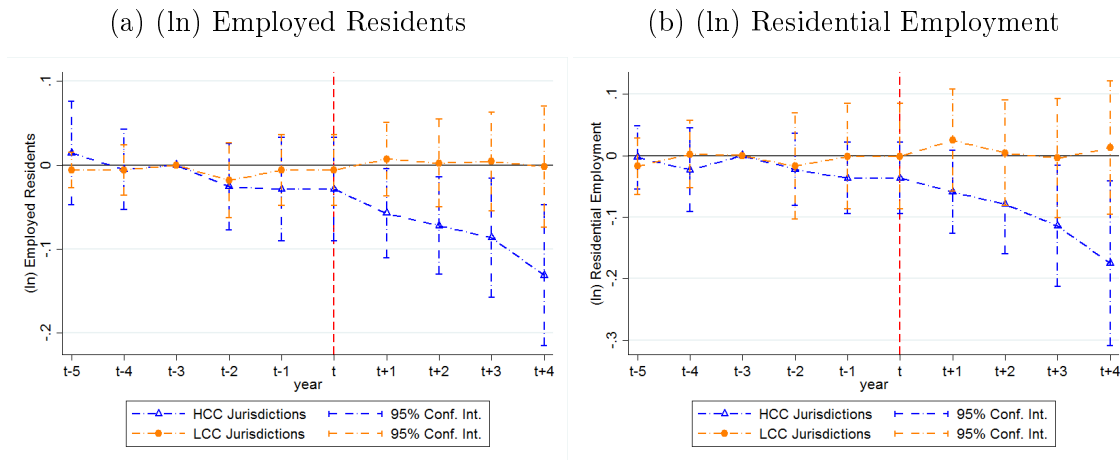 (a) (ln) Employed Residents
(ln) Employed Residents
.1
0
-.1
-.2
t-5 t-4 t-3 t-2 t-1 t t+1 t+2 t+3 t+4
year
HCC Jurisdictions 95% Conf. Int.
LCC Jurisdictions 95% Conf. Int.
(b) (ln) Residential Employment
(ln) Residential Employment
.1
0
-.1
-.2
-.3
t-5 t-4 t-3 t-2 t-1 t t+1 t+2 t+3 t+4
year
HCC Jurisdictions 95% Conf. Int.
LCC Jurisdictions 95% Conf. Int.